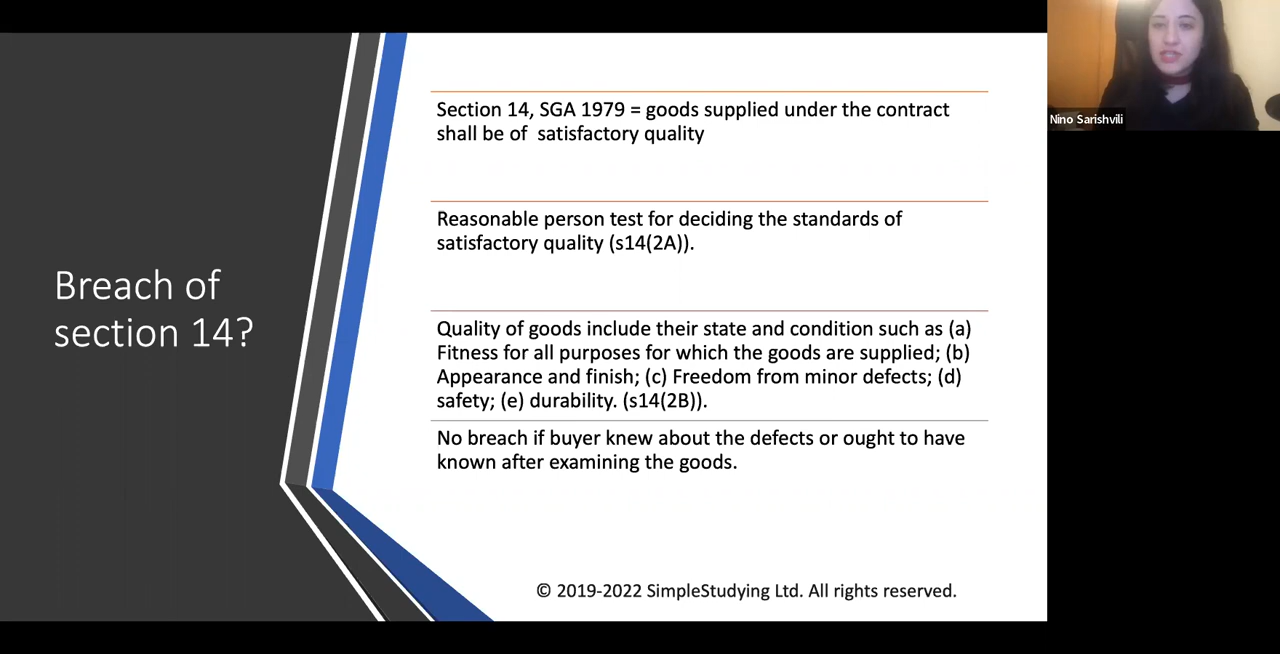 Breach of
section 14?
Section 14, SGA 1979 = goods supplied under the contract
shall be of satisfactory quality
Reasonable person test for deciding the standards of
satisfactory quality (s14(2A)).
Quality of goods include their state and condition such as (a)
Fitness for all purposes for which the goods are supplied; (b)
Appearance and finish; (c) Freedom from minor defects; (d)
safety; (e) durability. (s14(2B)).
No breach if buyer knew about the defects or ought to have
known after examining the goods.
© 2019-2022 SimpleStudying Ltd. All rights reserved.
Nino Sarishvili